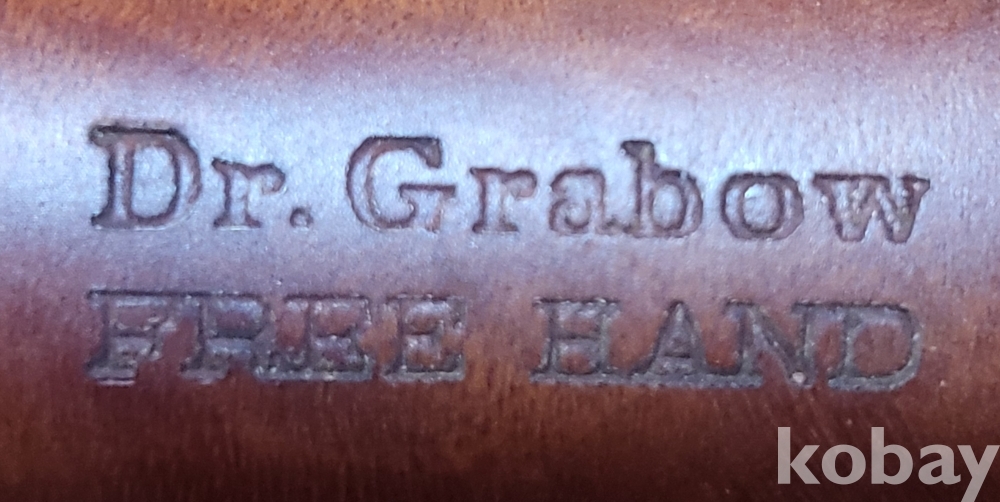 Dr. Grabow
FREE HAND
kobay